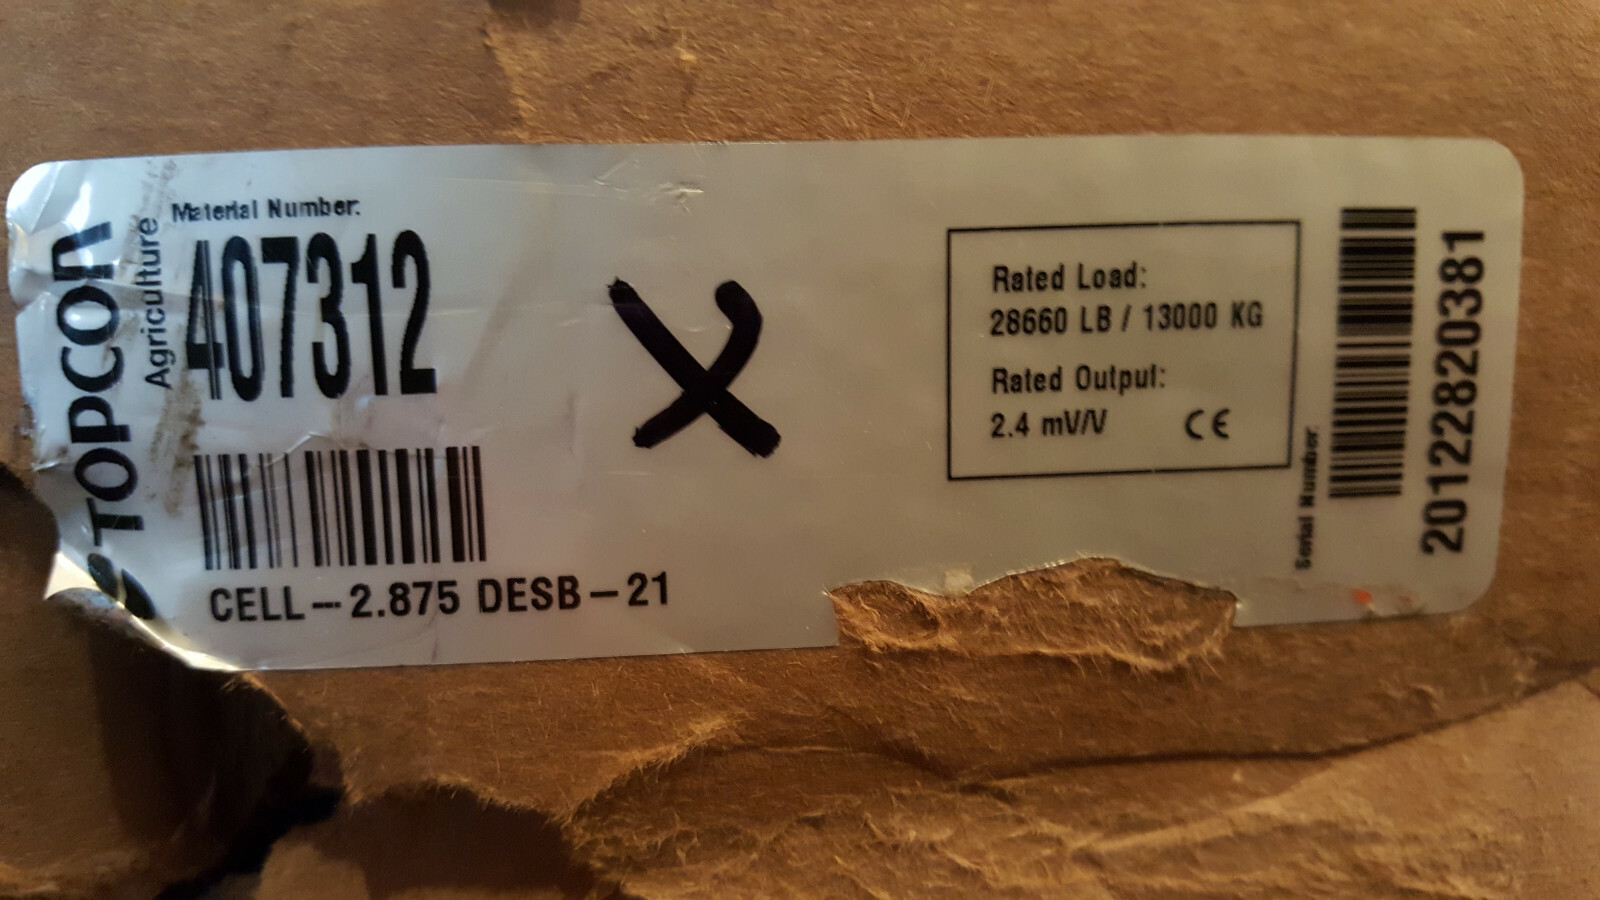 TOPCON
Agriculture
Material Number:
407312
CELL-2.875 DESB-21
X
Rated Load:
28660 LB / 13000 KG
Rated Output:
2.4 mV/V CE
Serial Number:
20122820381